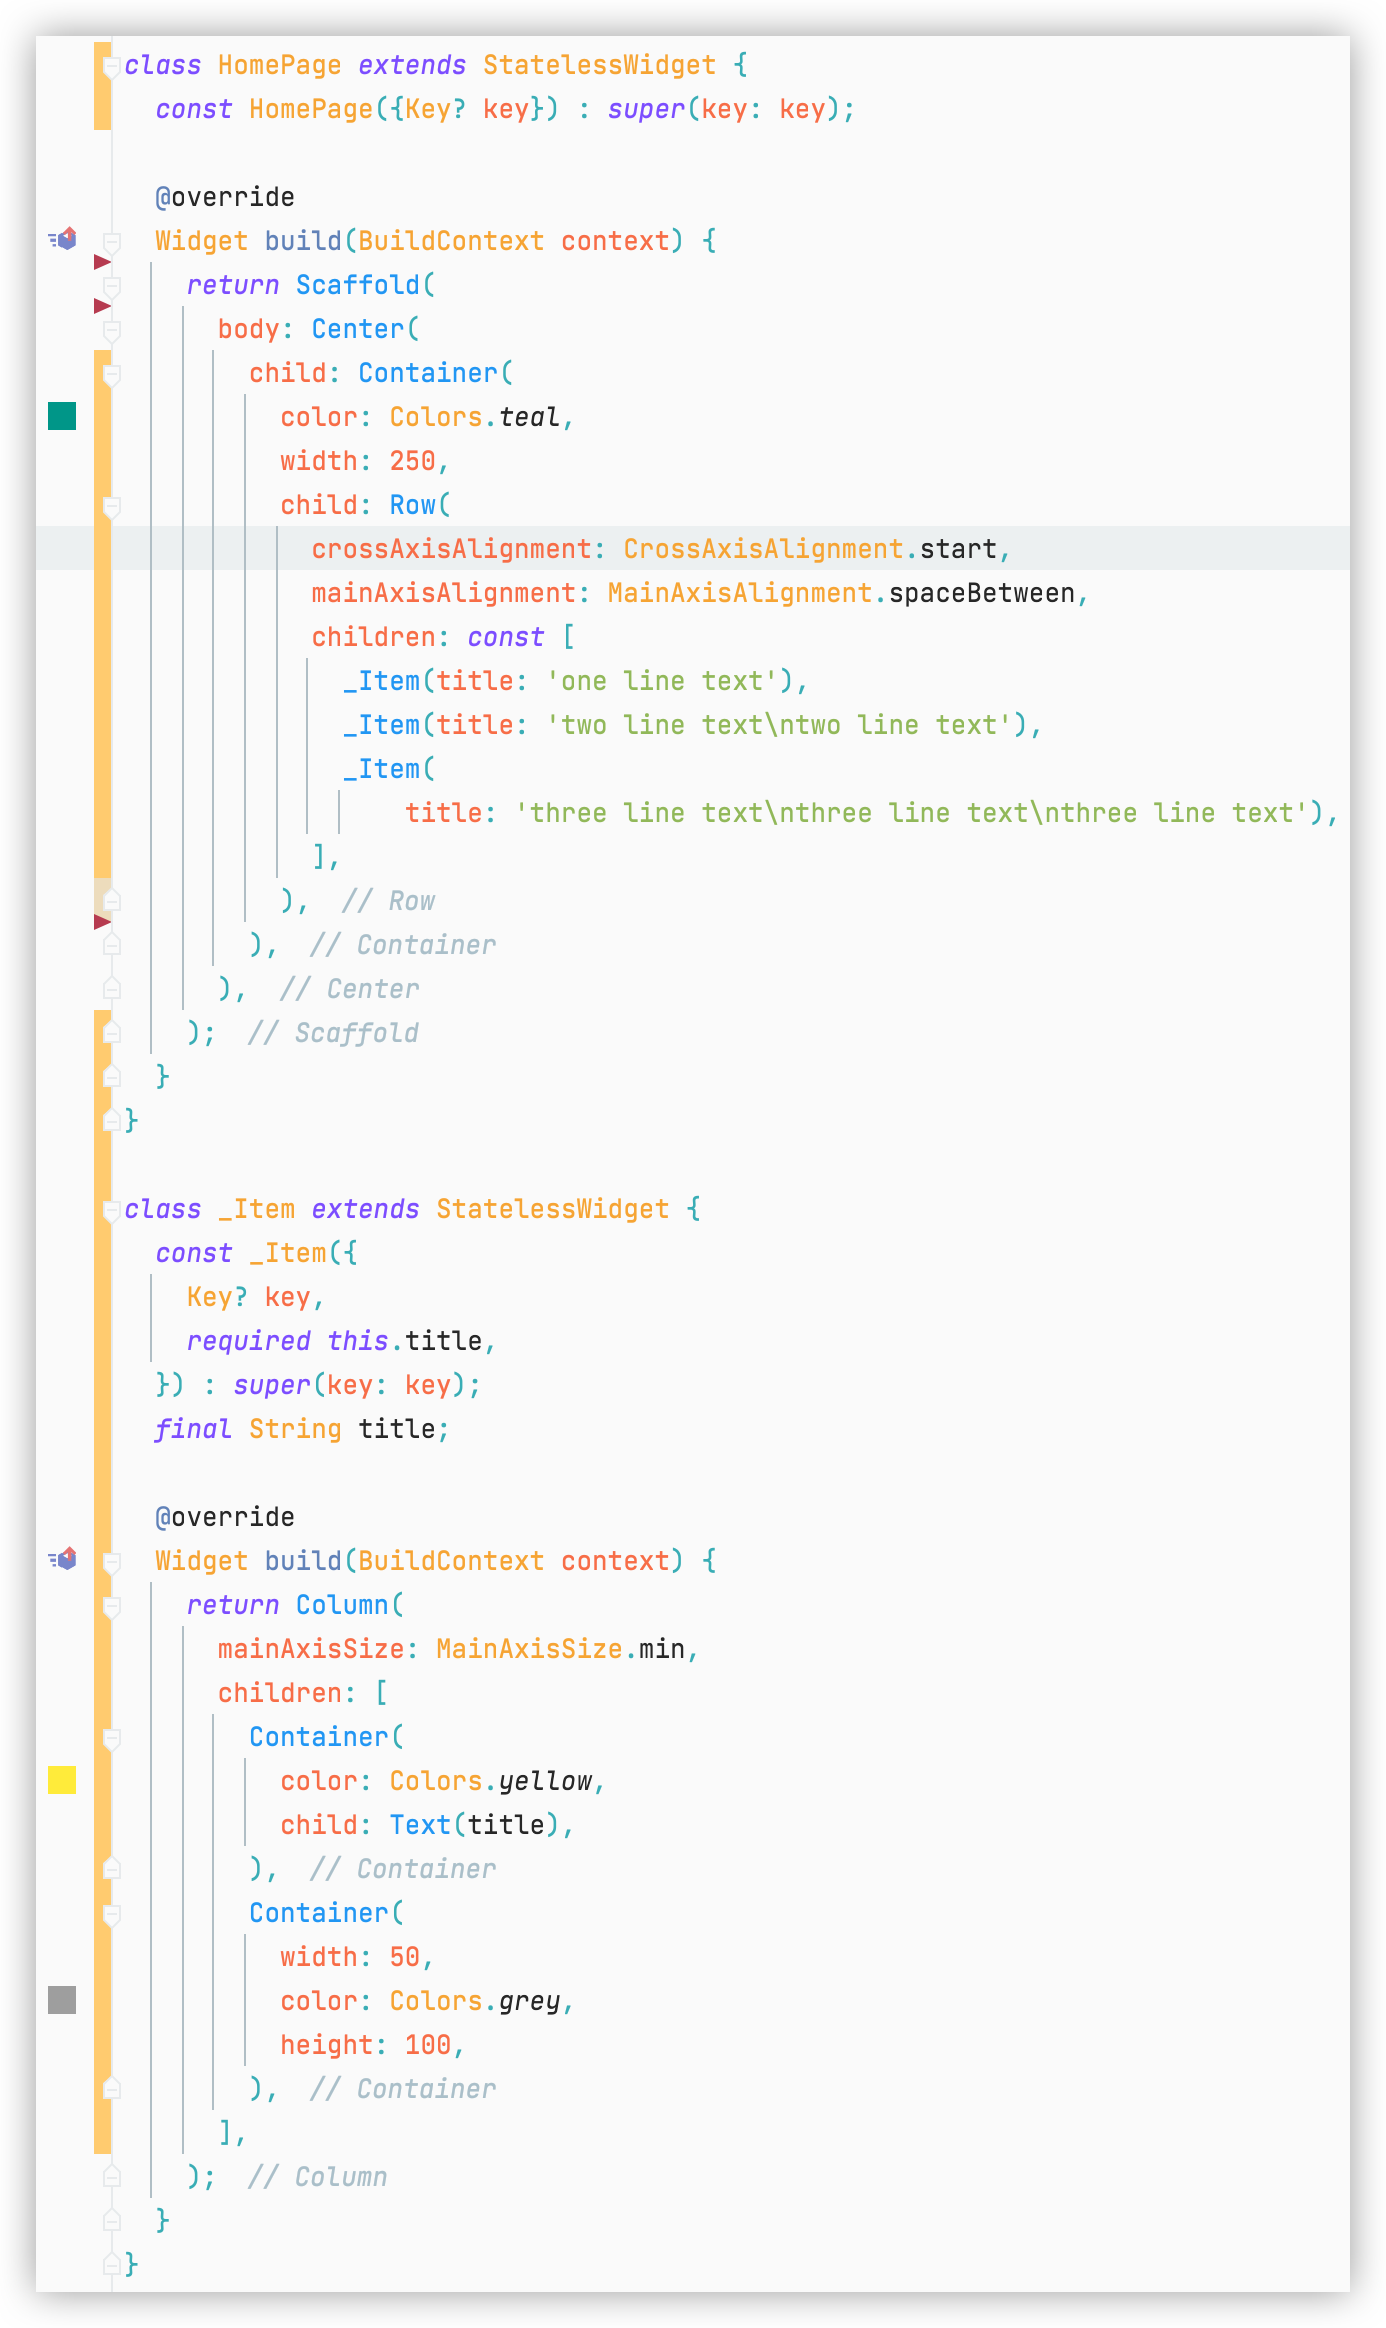 class HomePage extends StatelessWidget {
  const HomePage({Key? key}) : super(key: key);

  @override
  Widget build(BuildContext context) {
    return Scaffold(
      body: Center(
        child: Container(
          color: Colors.teal,
          width: 250,
          child: Row(
            crossAxisAlignment: CrossAxisAlignment.start,
            mainAxisAlignment: MainAxisAlignment.spaceBetween,
            children: const [
              _Item(title: 'one line text'),
              _Item(title: 'two line text\ntwo line text'),
              _Item(
                  title: 'three line text\nthree line text\nthree line text'),
            ],
          ),  // Row
        ),  // Container
      ),  // Center
    );  // Scaffold
  }
}

class _Item extends StatelessWidget {
  const _Item({
    Key? key,
    required this.title,
  }) : super(key: key);
  final String title;

  @override
  Widget build(BuildContext context) {
    return Column(
      mainAxisSize: MainAxisSize.min,
      children: [
        Container(
          color: Colors.yellow,
          child: Text(title),
        ),  // Container
        Container(
          width: 50,
          color: Colors.grey,
          height: 100,
        ),  // Container
      ],
    );  // Column
  }
}